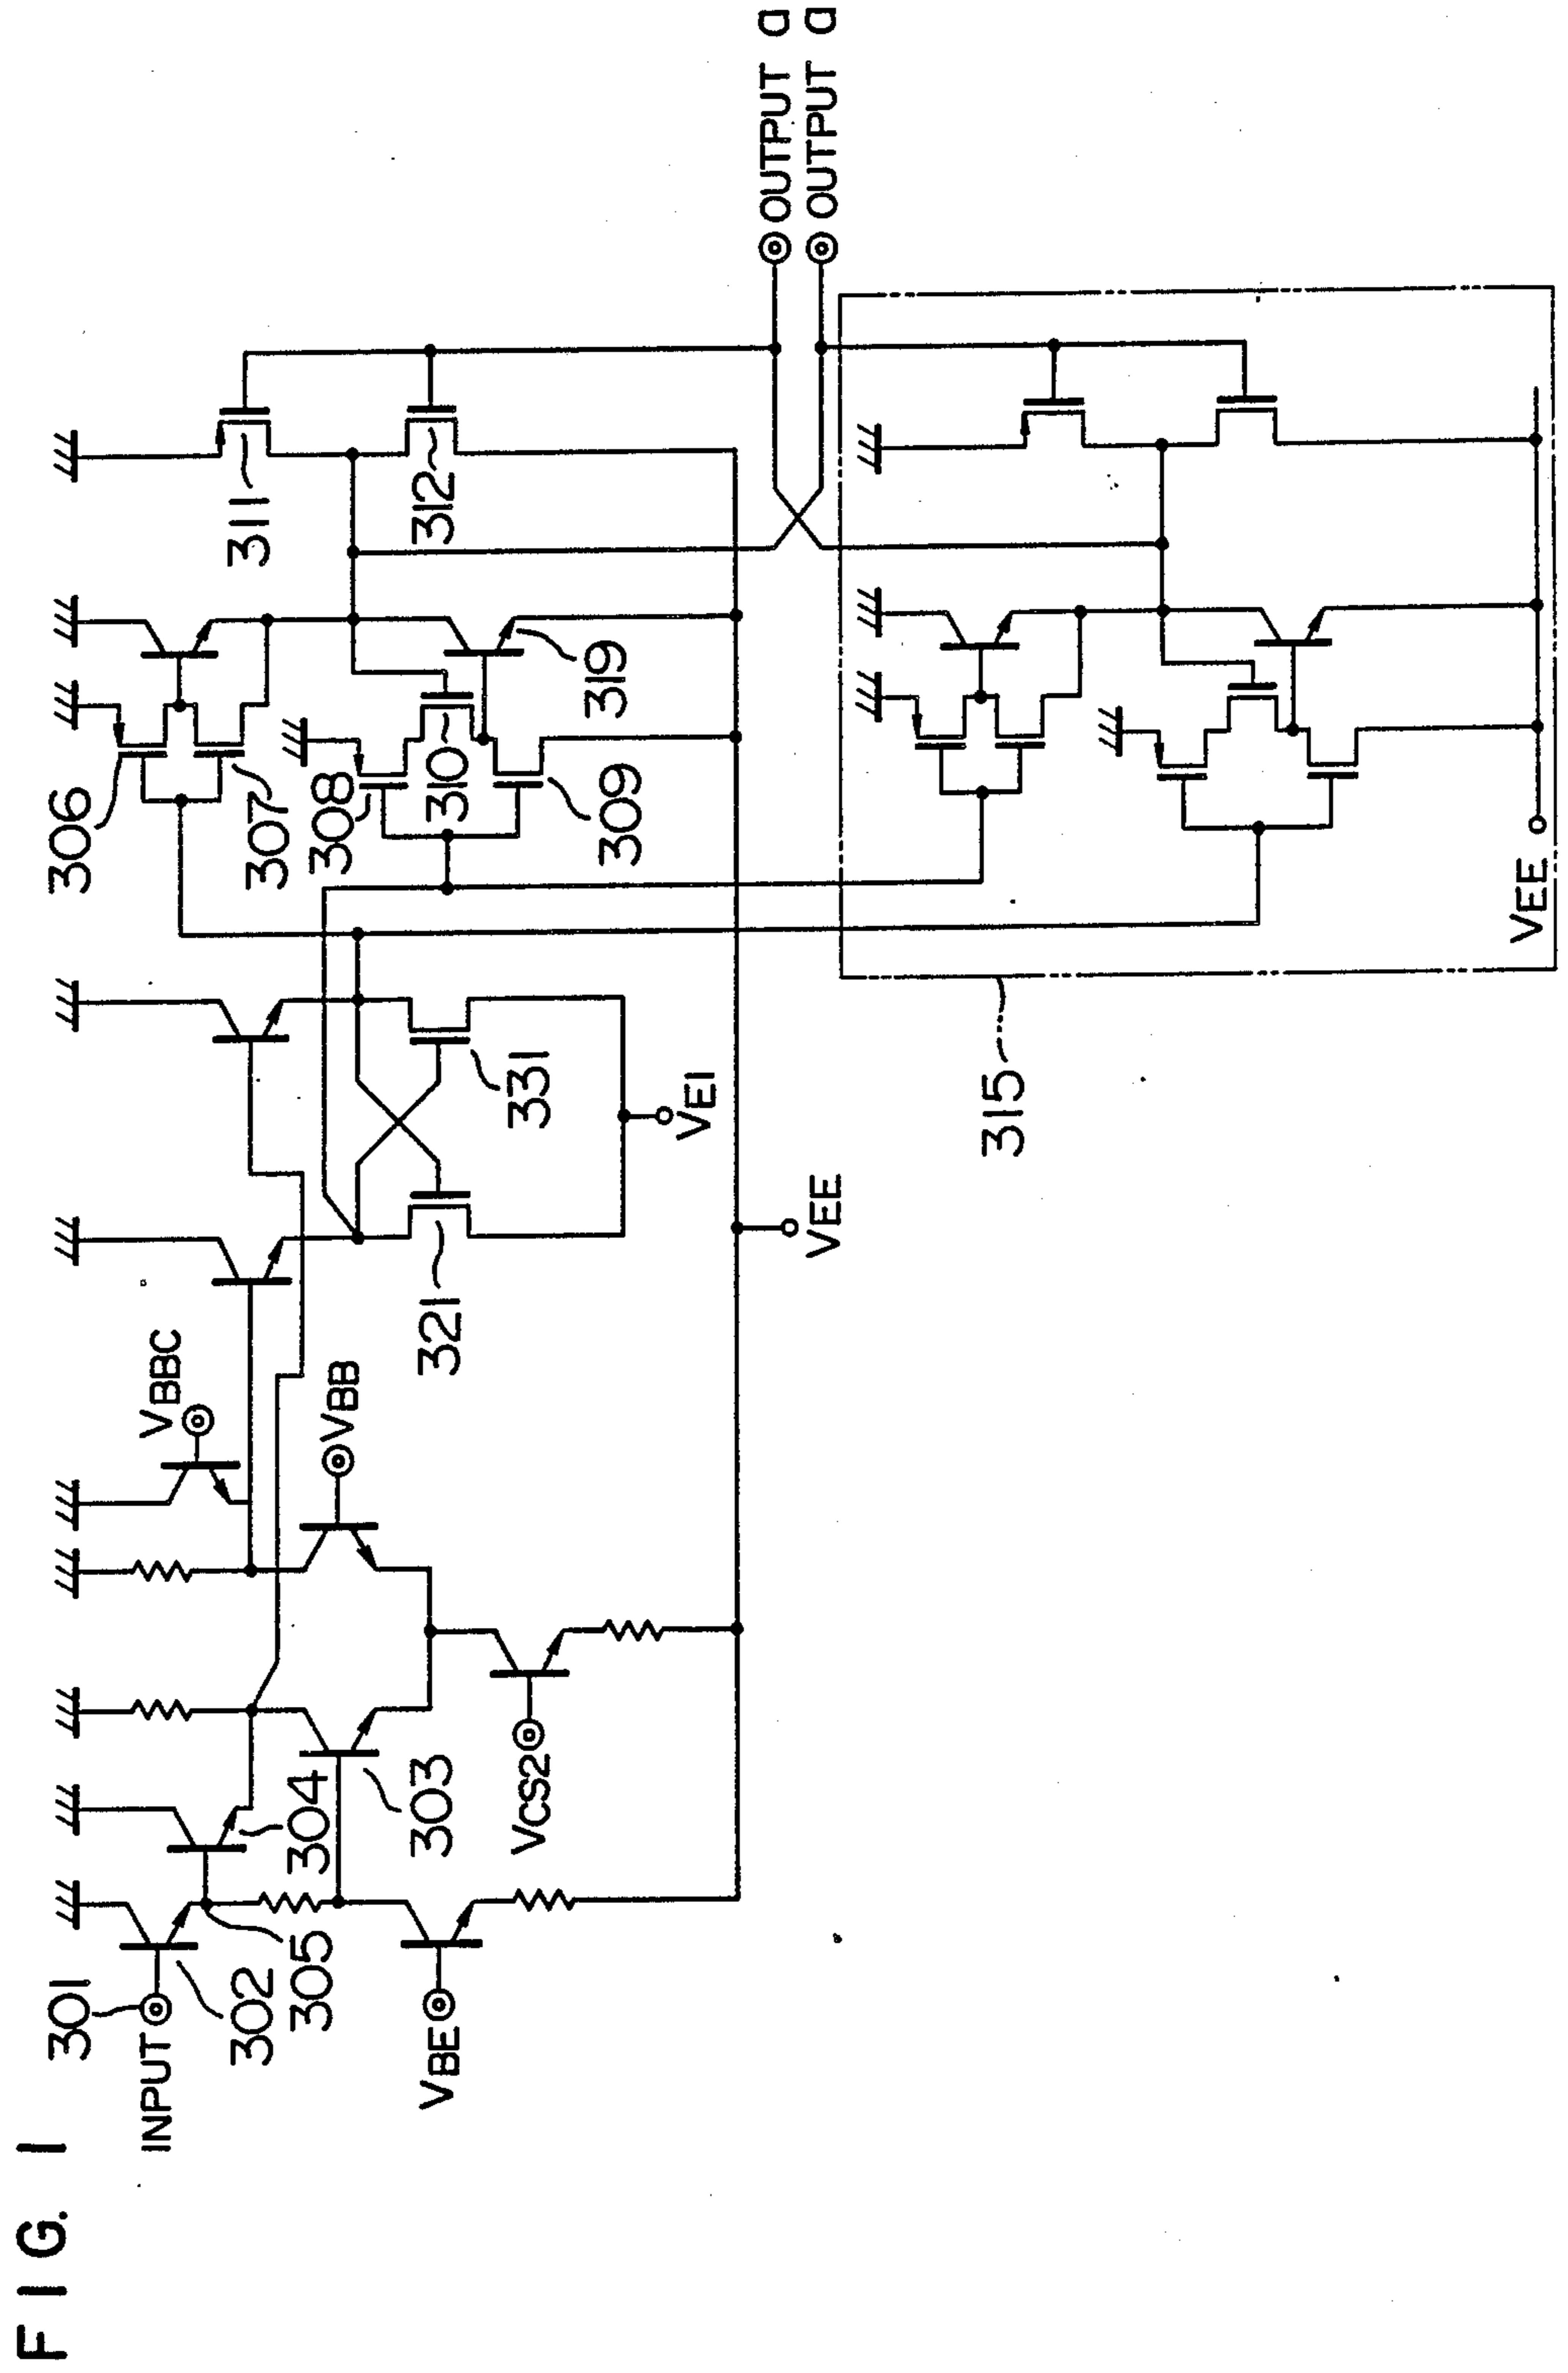 FIG. 1
INPUT
301
302
305
304
303
VBE
VCS2
VBBC
VBB
321
331
VE1
VEE
306
307
308
310
309
319
311
312
OUTPUT a
OUTPUT a
315
VEE